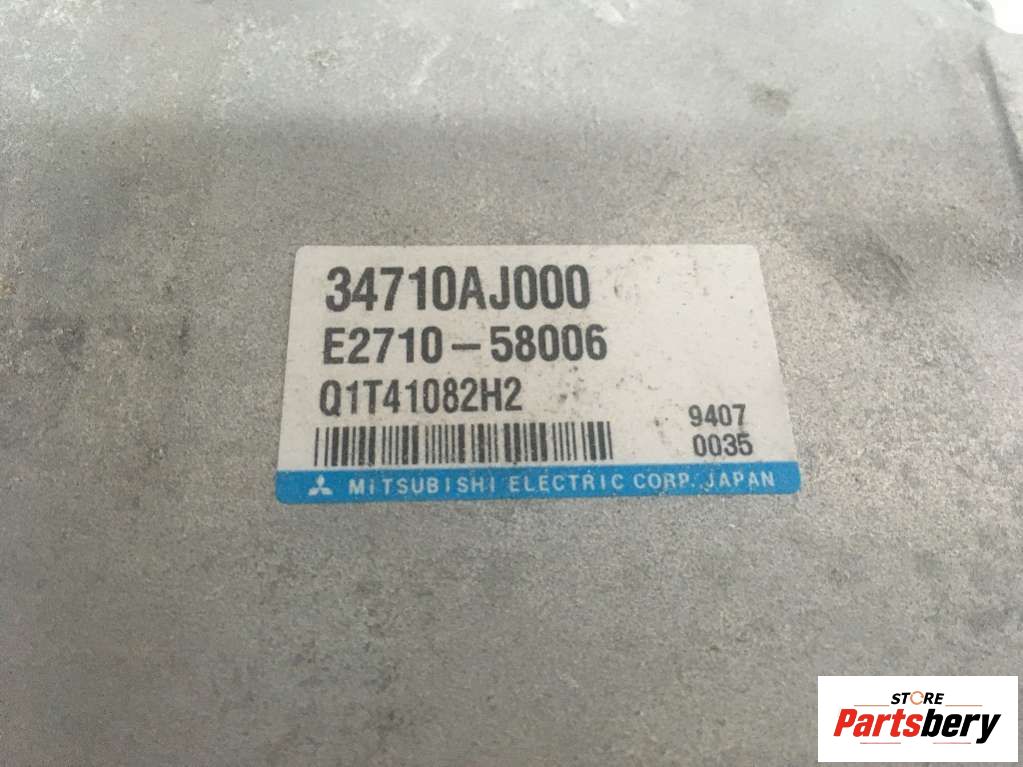 34710AJ000
E2710-58006
Q1T41082H2
9407
0035
MITSUBISHI ELECTRIC CORP. JAPAN
STORE
Partsbery